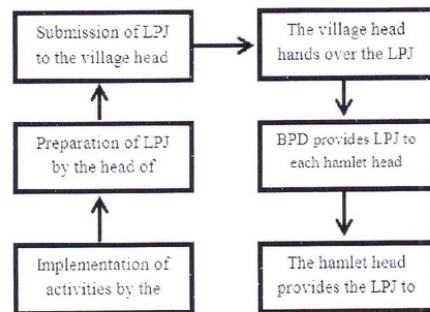 Submission of LPJ
to the village head
The village head
hands over the LPJ
Preparation of LPJ
by the head of
BPD provides LPJ to
each hamlet head
Implementation of
activities by the
The hamlet head
provides the LPJ to